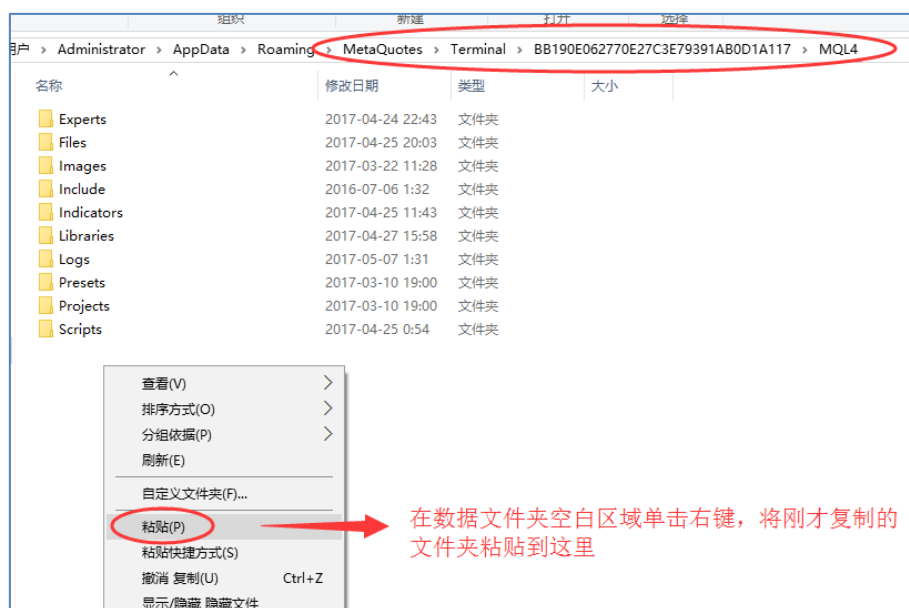 组织 新建 打开 选择
用户 › Administrator › AppData › Roaming › MetaQuotes › Terminal › BB190E062770E27C3E79391AB0D1A117 › MQL4
名称 修改日期 类型 大小
Experts 2017-04-24 22:43 文件夹
Files 2017-04-25 20:03 文件夹
Images 2017-03-22 11:28 文件夹
Include 2016-07-06 1:32 文件夹
Indicators 2017-04-25 11:43 文件夹
Libraries 2017-04-27 15:58 文件夹
Logs 2017-05-07 1:31 文件夹
Presets 2017-03-10 19:00 文件夹
Projects 2017-03-10 19:00 文件夹
Scripts 2017-04-25 0:54 文件夹
查看(V)
排序方式(O)
分组依据(P)
刷新(E)
自定义文件夹(F)...
粘贴(P)
粘贴快捷方式(S)
撤消 复制(U) Ctrl+Z
显示/隐藏 隐藏文件
在数据文件夹空白区域单击右键，将刚才复制的
文件夹粘贴到这里